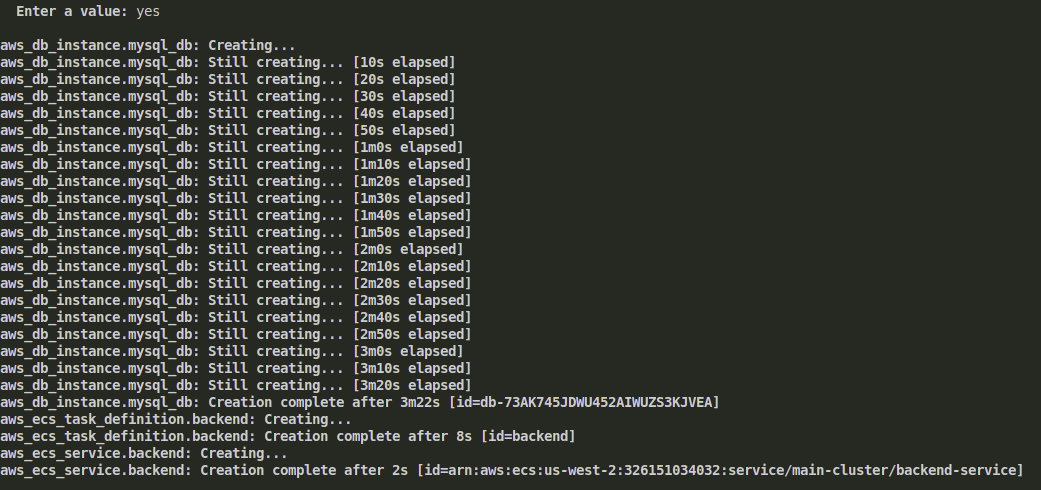 Enter a value: yes
aws_db_instance.mysql_db: Creating...
aws_db_instance.mysql_db: Still creating... [10s elapsed]
aws_db_instance.mysql_db: Still creating... [20s elapsed]
aws_db_instance.mysql_db: Still creating... [30s elapsed]
aws_db_instance.mysql_db: Still creating... [40s elapsed]
aws_db_instance.mysql_db: Still creating... [50s elapsed]
aws_db_instance.mysql_db: Still creating... [1m0s elapsed]
aws_db_instance.mysql_db: Still creating... [1m10s elapsed]
aws_db_instance.mysql_db: Still creating... [1m20s elapsed]
aws_db_instance.mysql_db: Still creating... [1m30s elapsed]
aws_db_instance.mysql_db: Still creating... [1m40s elapsed]
aws_db_instance.mysql_db: Still creating... [1m50s elapsed]
aws_db_instance.mysql_db: Still creating... [2m0s elapsed]
aws_db_instance.mysql_db: Still creating... [2m10s elapsed]
aws_db_instance.mysql_db: Still creating... [2m20s elapsed]
aws_db_instance.mysql_db: Still creating... [2m30s elapsed]
aws_db_instance.mysql_db: Still creating... [2m40s elapsed]
aws_db_instance.mysql_db: Still creating... [2m50s elapsed]
aws_db_instance.mysql_db: Still creating... [3m0s elapsed]
aws_db_instance.mysql_db: Still creating... [3m10s elapsed]
aws_db_instance.mysql_db: Still creating... [3m20s elapsed]
aws_db_instance.mysql_db: Creation complete after 3m22s [id=db-73AK745JDWU452AIWUZS3KJVEA]
aws_ecs_task_definition.backend: Creating...
aws_ecs_task_definition.backend: Creation complete after 8s [id=backend]
aws_ecs_service.backend: Creating...
aws_ecs_service.backend: Creation complete after 2s [id=arn:aws:ecs:us-west-2:326151034032:service/main-cluster/backend-service]